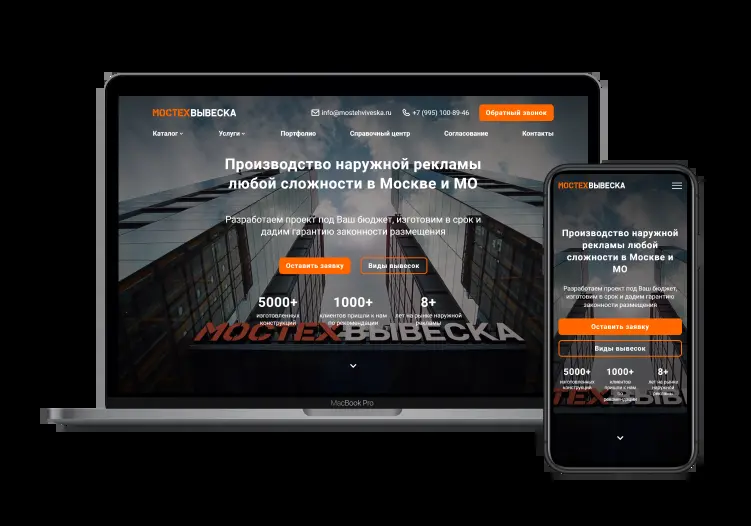 МОСТЕХВЫВЕСКА
info@mostehviveska.ru
+7 (995) 100-89-46
Обратный звонок
Каталог
Услуги
Портфолио
Справочный центр
Согласование
Контакты
Производство наружной рекламы
любой сложности в Москве и МО
Разработаем проект под Ваш бюджет, изготовим в срок и
дадим гарантию законности размещения
Оставить заявку
Виды вывесок
5000+
изготовленных
конструкций
1000+
клиентов пришли к нам
по рекомендации
8+
лет на рынке наружной
рекламы
МОСТЕХВЫВЕСКА
MacBook Pro
МОСТЕХВЫВЕСКА
Производство наружной
рекламы любой
сложности в Москве и
МО
Разработаем проект под Ваш бюджет,
изготовим в срок и дадим гарантию
законности размещения
Оставить заявку
Виды вывесок
5000+
изготовленных
конструкций
1000+
клиентов
пришли к нам
по
рекомендации
8+
лет на рынке
наружной
рекламы
ТЕХВЫВ